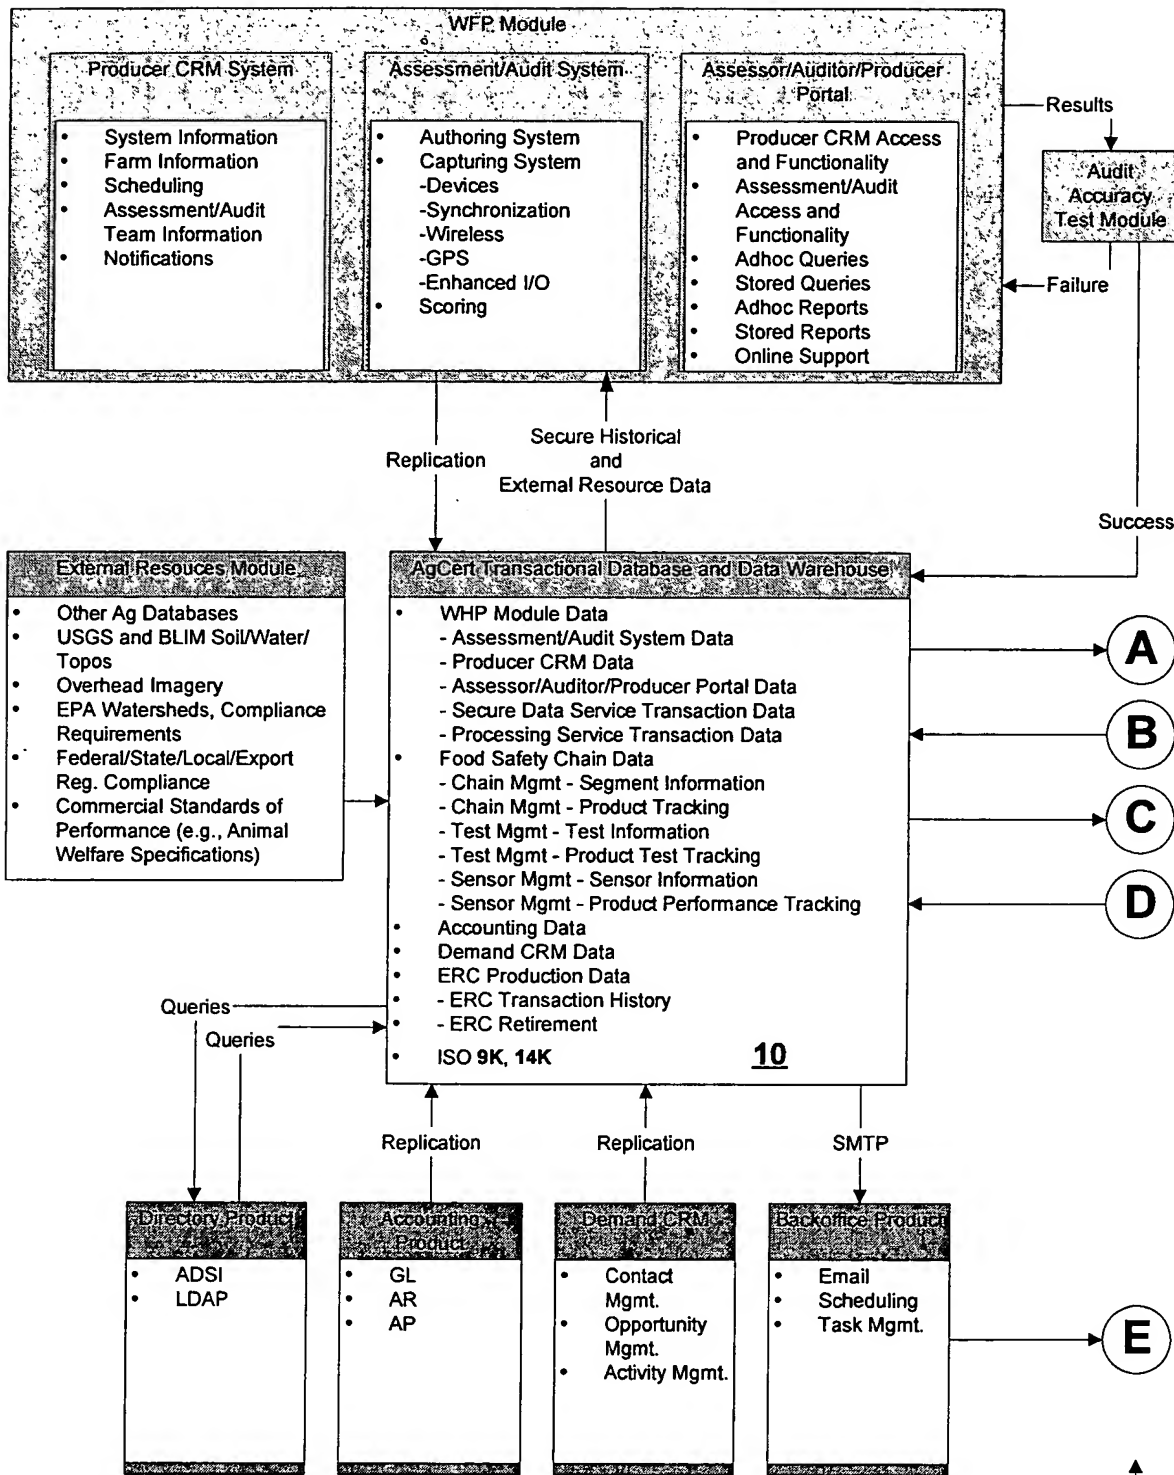 WFP Module
Producer CRM System
• System Information
• Farm Information
• Scheduling
• Assessment/Audit
Team Information
• Notifications
Assessment/Audit System
• Authoring System
• Capturing System
-Devices
-Synchronization
-Wireless
-GPS
-Enhanced I/O
• Scoring
Assessor/Auditor/Producer
Portal
• Producer CRM Access
and Functionality
• Assessment/Audit
Access and
Functionality
• Adhoc Queries
• Stored Queries
• Adhoc Reports
• Stored Reports
• Online Support
Results
Audit
Accuracy
Test Module
Failure
Success
Replication
Secure Historical
and
External Resource Data
External Resouces Module
• Other Ag Databases
• USGS and BLIM Soil/Water/
Topos
• Overhead Imagery
• EPA Watersheds, Compliance
Requirements
• Federal/State/Local/Export
Reg. Compliance
• Commercial Standards of
Performance (e.g., Animal
Welfare Specifications)
AgCert Transactional Database and Data Warehouse
• WHP Module Data
- Assessment/Audit System Data
- Producer CRM Data
- Assessor/Auditor/Producer Portal Data
- Secure Data Service Transaction Data
- Processing Service Transaction Data
• Food Safety Chain Data
- Chain Mgmt - Segment Information
- Chain Mgmt - Product Tracking
- Test Mgmt - Test Information
- Test Mgmt - Product Test Tracking
- Sensor Mgmt - Sensor Information
- Sensor Mgmt - Product Performance Tracking
• Accounting Data
• Demand CRM Data
• ERC Production Data
• - ERC Transaction History
• - ERC Retirement
• ISO 9K, 14K
10
A
B
C
D
Queries
Queries
Replication
Replication
SMTP
Directory Product
• ADSI
• LDAP
Accounting
Product
• GL
• AR
• AP
Demand CRM
• Contact
Mgmt.
• Opportunity
Mgmt.
• Activity Mgmt.
Backoffice Product
• Email
• Scheduling
• Task Mgmt.
E